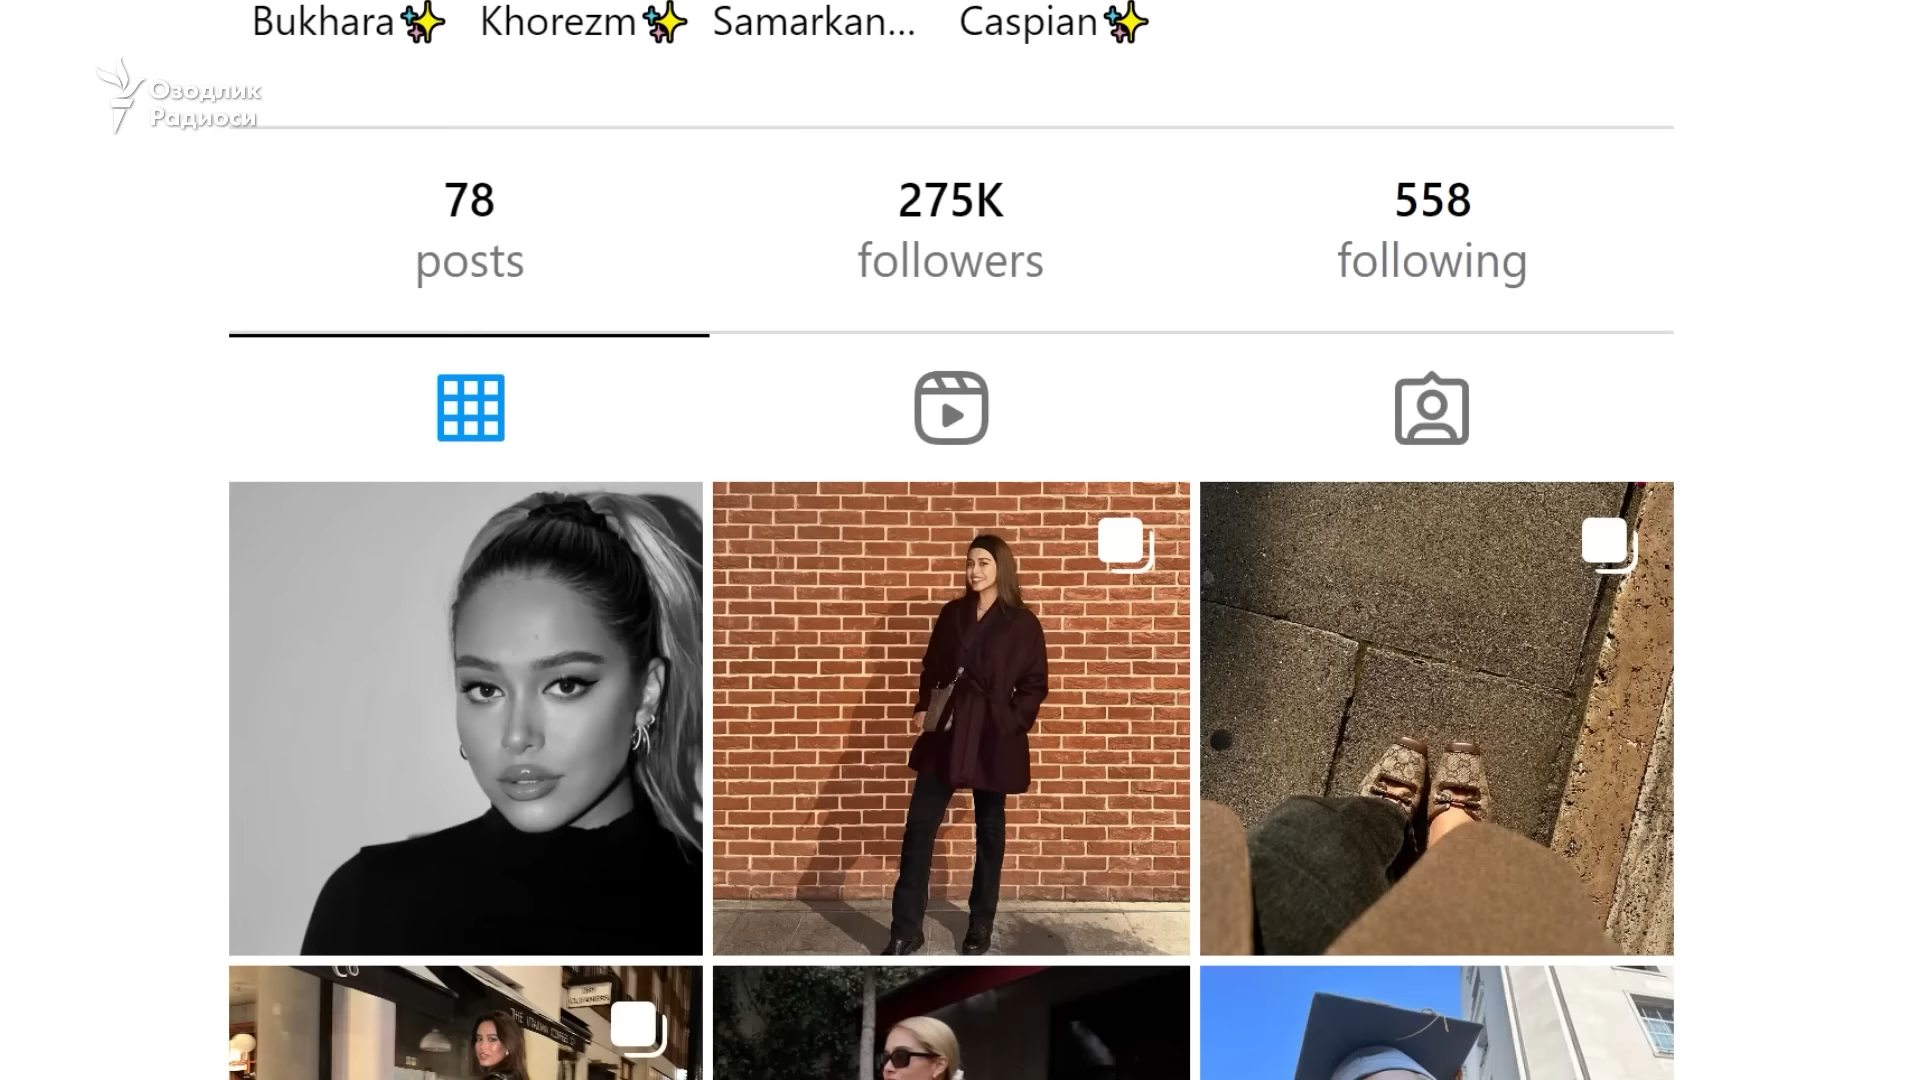 Bukhara✨ Khorezm✨ Samarkan... Caspian✨
Озодлик
Радиоси
78 275K 558
posts followers following